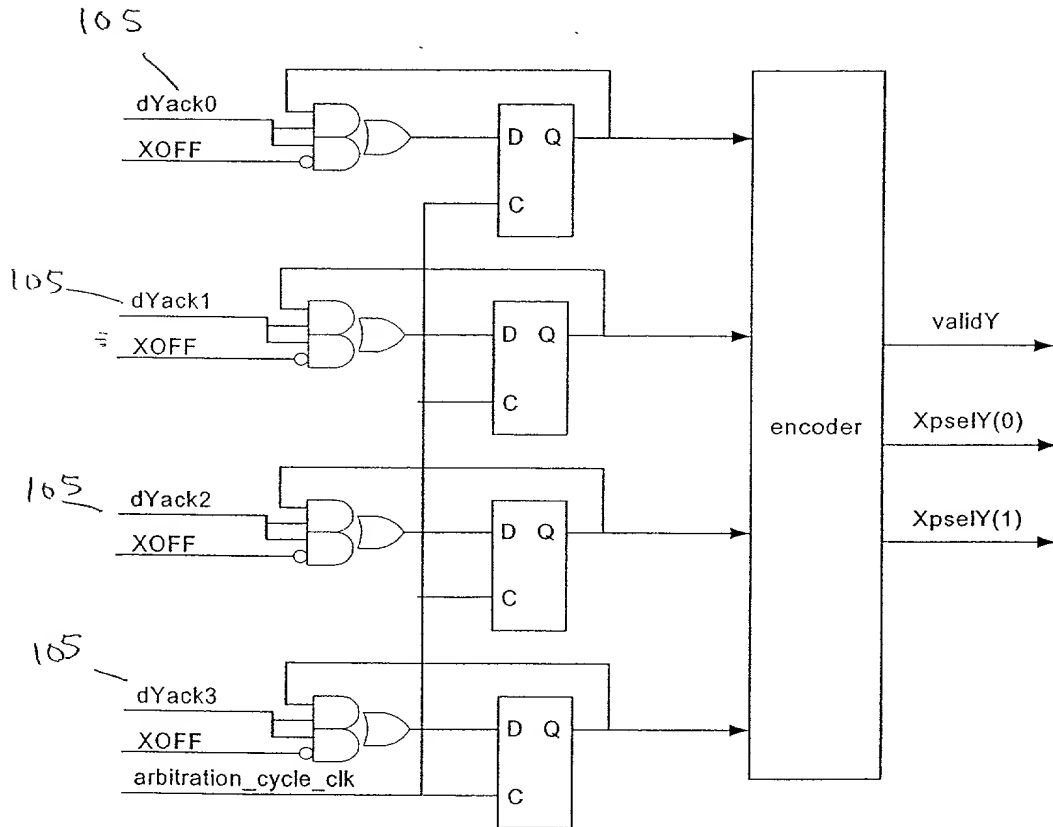 105
dYack0
XOFF
D Q
C
105
dYack1
XOFF
D Q
C
validY
encoder
XpselY(0)
105
dYack2
XOFF
D Q
C
XpselY(1)
105
dYack3
XOFF
D Q
arbitration_cycle_clk
C